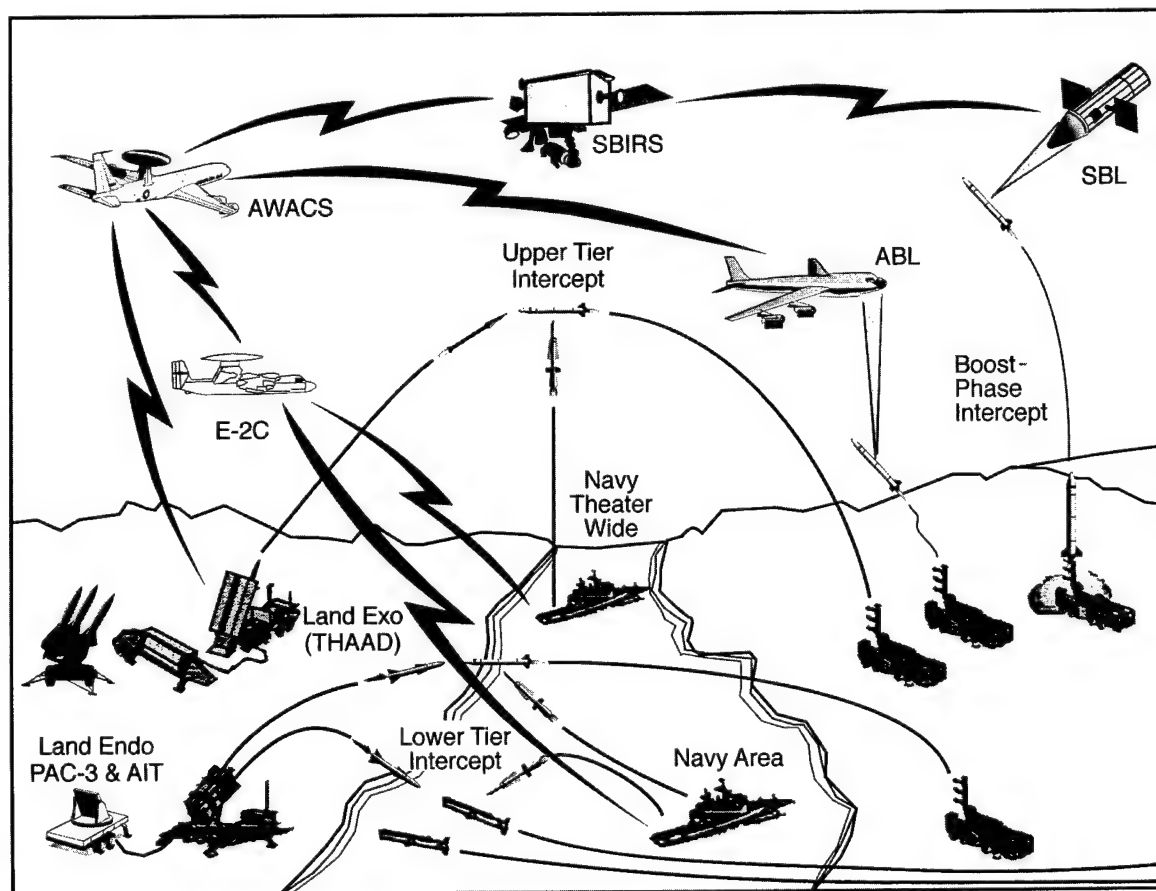 SBIRS
SBL
AWACS
Upper Tier
Intercept
ABL
E-2C
Boost-
Phase
Intercept
Navy
Theater
Wide
Land Exo
(THAAD)
Land Endo
PAC-3 & AIT
Lower Tier
Intercept
Navy Area